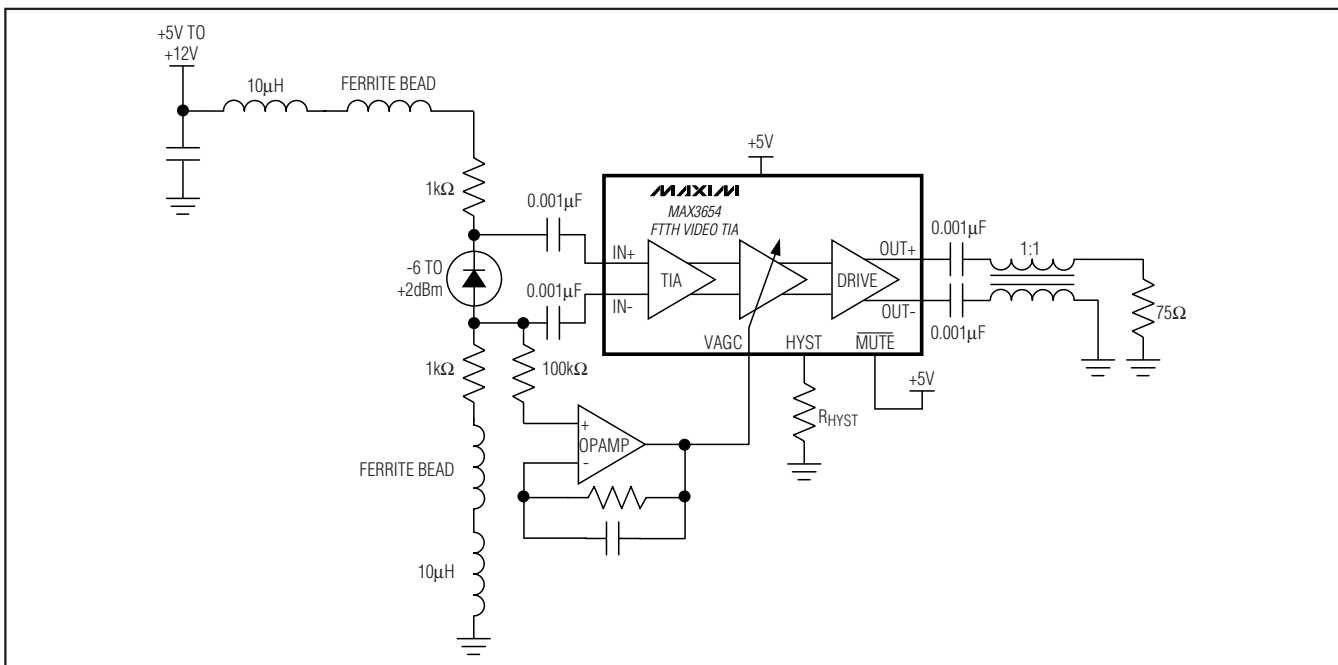 +5V TO
+12V
10µH
FERRITE BEAD
1kΩ
0.001µF
+5V
MAXIM
MAX3654
FTTH VIDEO TIA
IN+
TIA
IN-
DRIVE
OUT+
OUT-
0.001µF
1:1
0.001µF
75Ω
-6 TO
+2dBm
0.001µF
VAGC
HYST
MUTE
+5V
1kΩ
100kΩ
RHYST
+
OPAMP
-
FERRITE BEAD
10µH